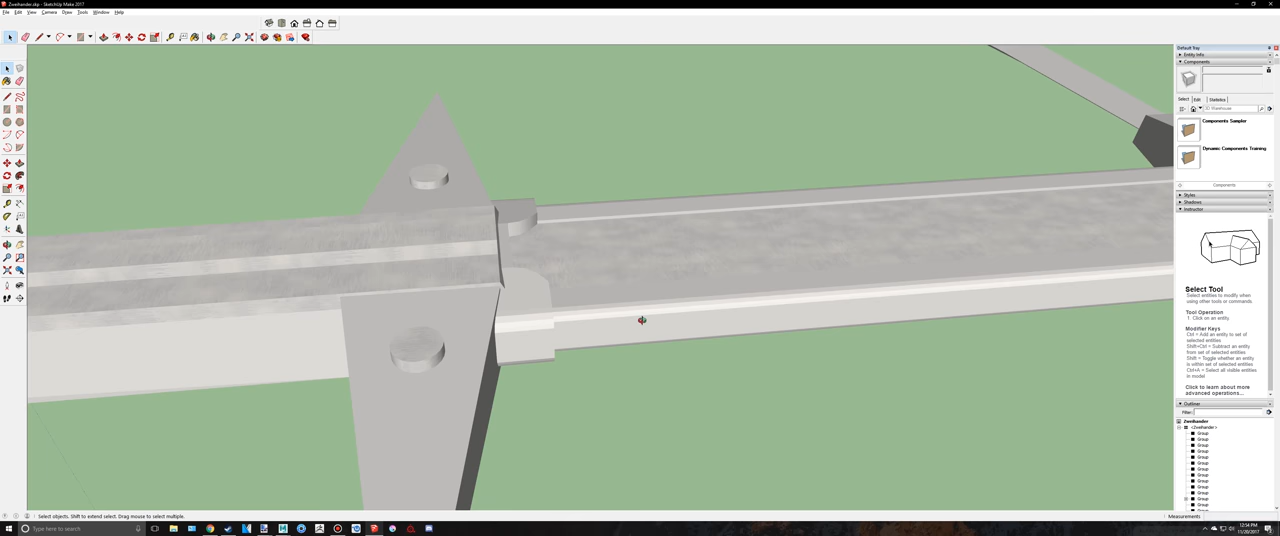 Zweihander.skp - SketchUp Make 2017
File Edit View Camera Draw Tools Window Help
Default Tray
Entity Info
Components
Select Edit Statistics
3D Warehouse
Components Sampler
Dynamic Components Training
Components
Styles
Shadows
Instructor
Select Tool
Select entities to modify when
using other tools or commands.
Tool Operation
1. Click on an entity.
Modifier Keys
Ctrl = Add an entity to set of
selected entities
Shift+Ctrl = Subtract an entity
from set of selected entities
Shift = Toggle whether an entity
is within set of selected entities
Ctrl+A = Select all visible entities
in model
Click to learn about more
advanced operations...
Outliner
Filter:
Zweihander
<Zweihander>
Group
Group
Group
Group
Group
Group
Group
Group
Group
Group
Group
Group
Group
Select objects. Shift to extend select. Drag mouse to select multiple.
Measurements
Type here to search
12:54 PM
11/20/2017